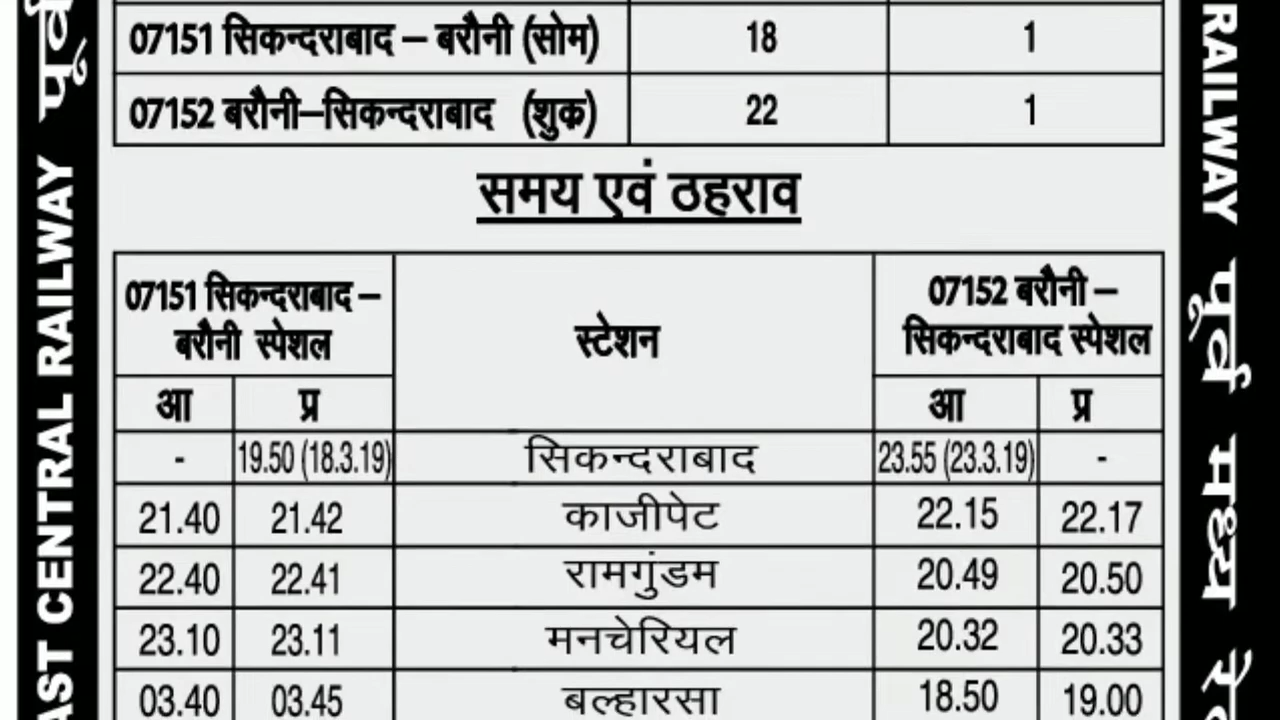 07151 सिकन्दराबाद – बरौनी (सोम) 18 1
07152 बरौनी–सिकन्दराबाद (शुक्र) 22 1
समय एवं ठहराव
07151 सिकन्दराबाद –
बरौनी स्पेशल
स्टेशन
07152 बरौनी –
सिकन्दराबाद स्पेशल
आ प्र आ प्र
- 19.50 (18.3.19) सिकन्दराबाद 23.55 (23.3.19) -
21.40 21.42 काजीपेट 22.15 22.17
22.40 22.41 रामगुंडम 20.49 20.50
23.10 23.11 मनचेरियल 20.32 20.33
03.40 03.45 बल्हारसा 18.50 19.00
AST CENTRAL RAILWAY पूर्व
RAILWAY पूर्व मध्य रे